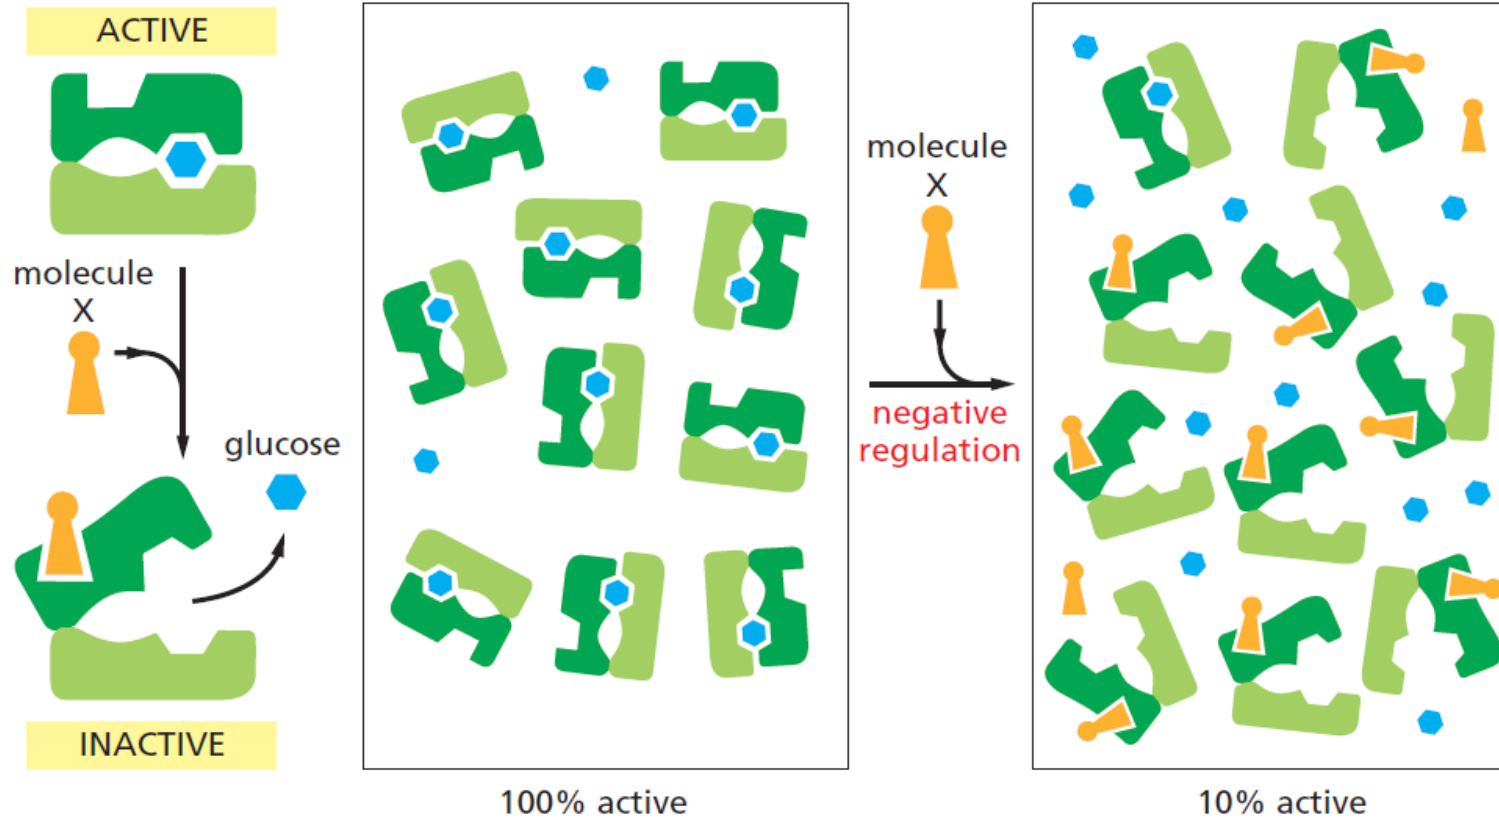 ACTIVE
molecule
X
glucose
INACTIVE
100% active
molecule
X
negative
regulation
10% active